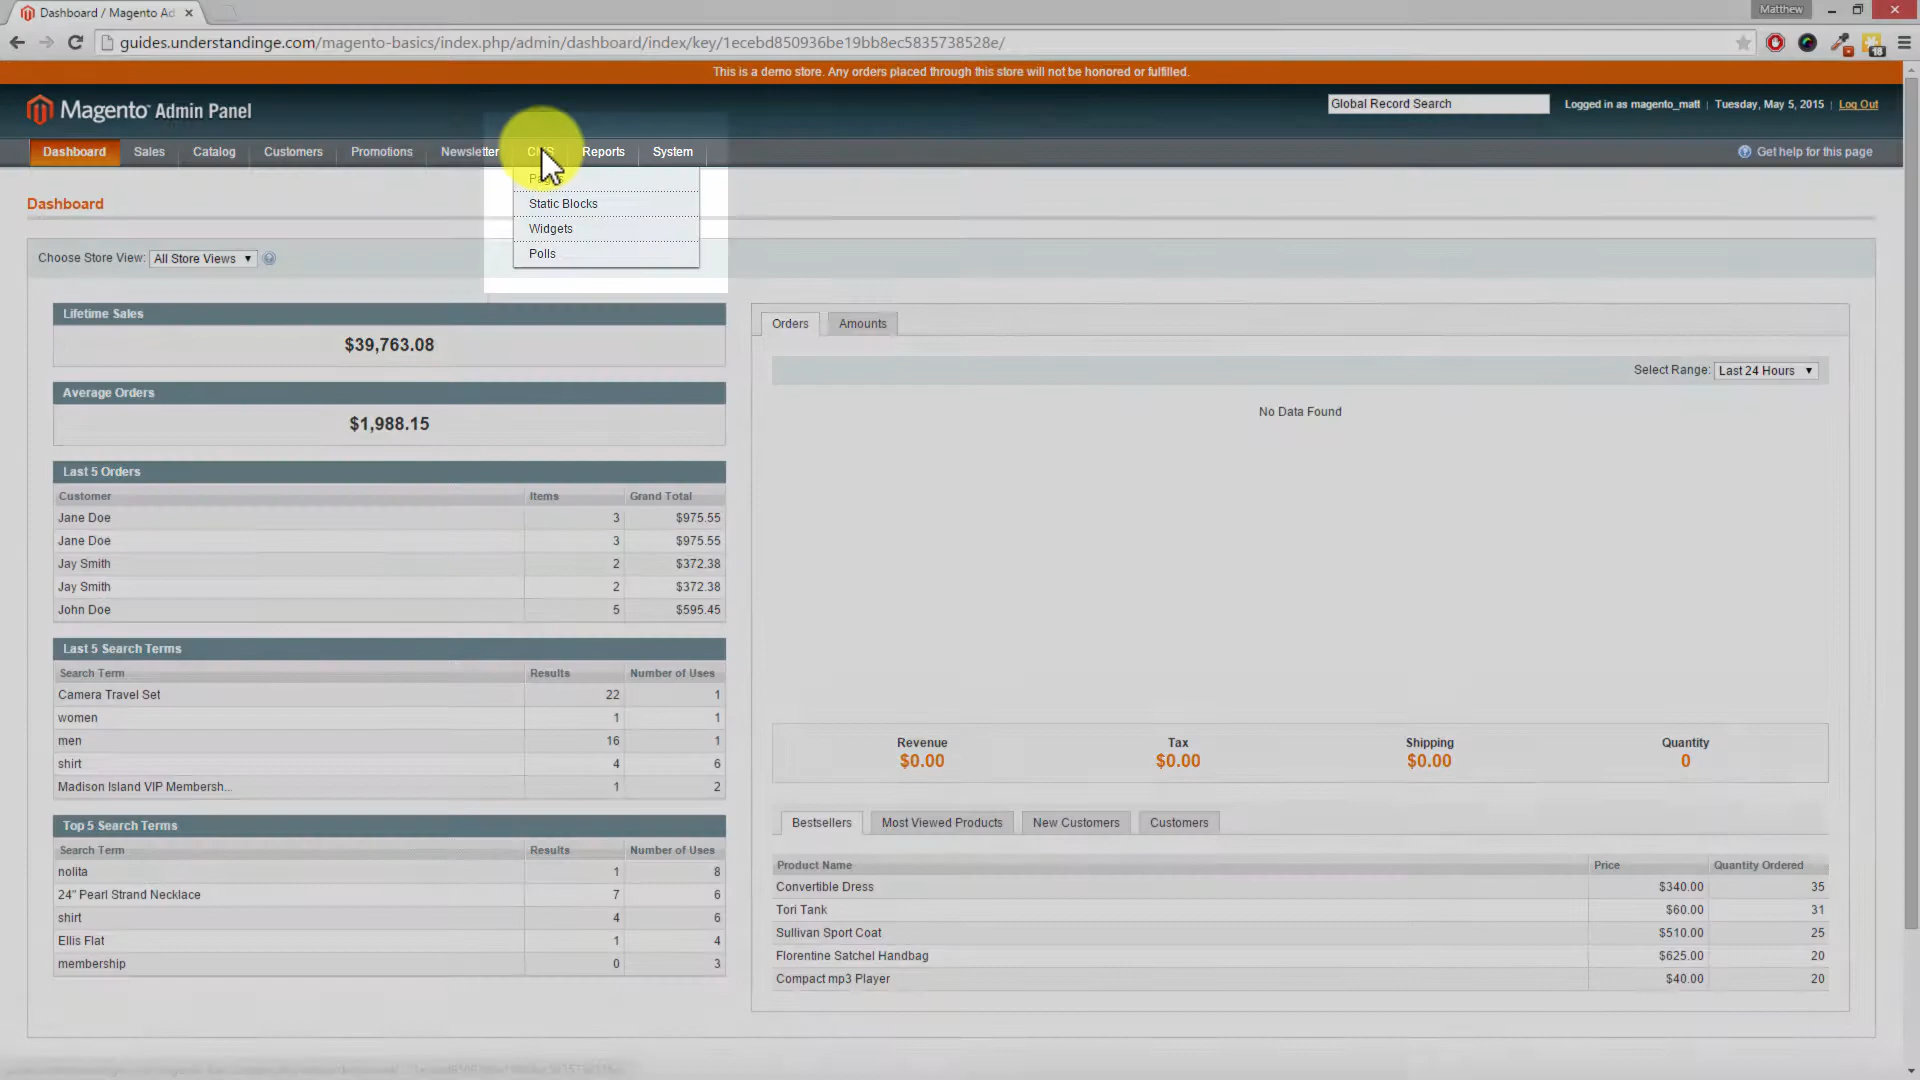 Dashboard / Magento Ad
Matthew
guides.understandinge.com/magento-basics/index.php/admin/dashboard/index/key/1ecebd850936be19bb8ec5835738528e/
18
This is a demo store. Any orders placed through this store will not be honored or fulfilled.
Magento Admin Panel
Global Record Search
Logged in as magento_matt | Tuesday, May 5, 2015 | Log Out
Dashboard Sales Catalog Customers Promotions Newsletter CMS Reports System
Get help for this page
Pages
Static Blocks
Widgets
Polls
Dashboard
Choose Store View: All Store Views
Lifetime Sales
$39,763.08
Average Orders
$1,988.15
Last 5 Orders
Customer Items Grand Total
Jane Doe 3 $975.55
Jane Doe 3 $975.55
Jay Smith 2 $372.38
Jay Smith 2 $372.38
John Doe 5 $595.45
Last 5 Search Terms
Search Term Results Number of Uses
Camera Travel Set 22 1
women 1 1
men 16 1
shirt 4 6
Madison Island VIP Membersh... 1 2
Top 5 Search Terms
Search Term Results Number of Uses
nolita 1 8
24" Pearl Strand Necklace 7 6
shirt 4 6
Ellis Flat 1 4
membership 0 3
Orders Amounts
Select Range: Last 24 Hours
No Data Found
Revenue Tax Shipping Quantity
$0.00 $0.00 $0.00 0
Bestsellers Most Viewed Products New Customers Customers
Product Name Price Quantity Ordered
Convertible Dress $340.00 35
Tori Tank $60.00 31
Sullivan Sport Coat $510.00 25
Florentine Satchel Handbag $625.00 20
Compact mp3 Player $40.00 20